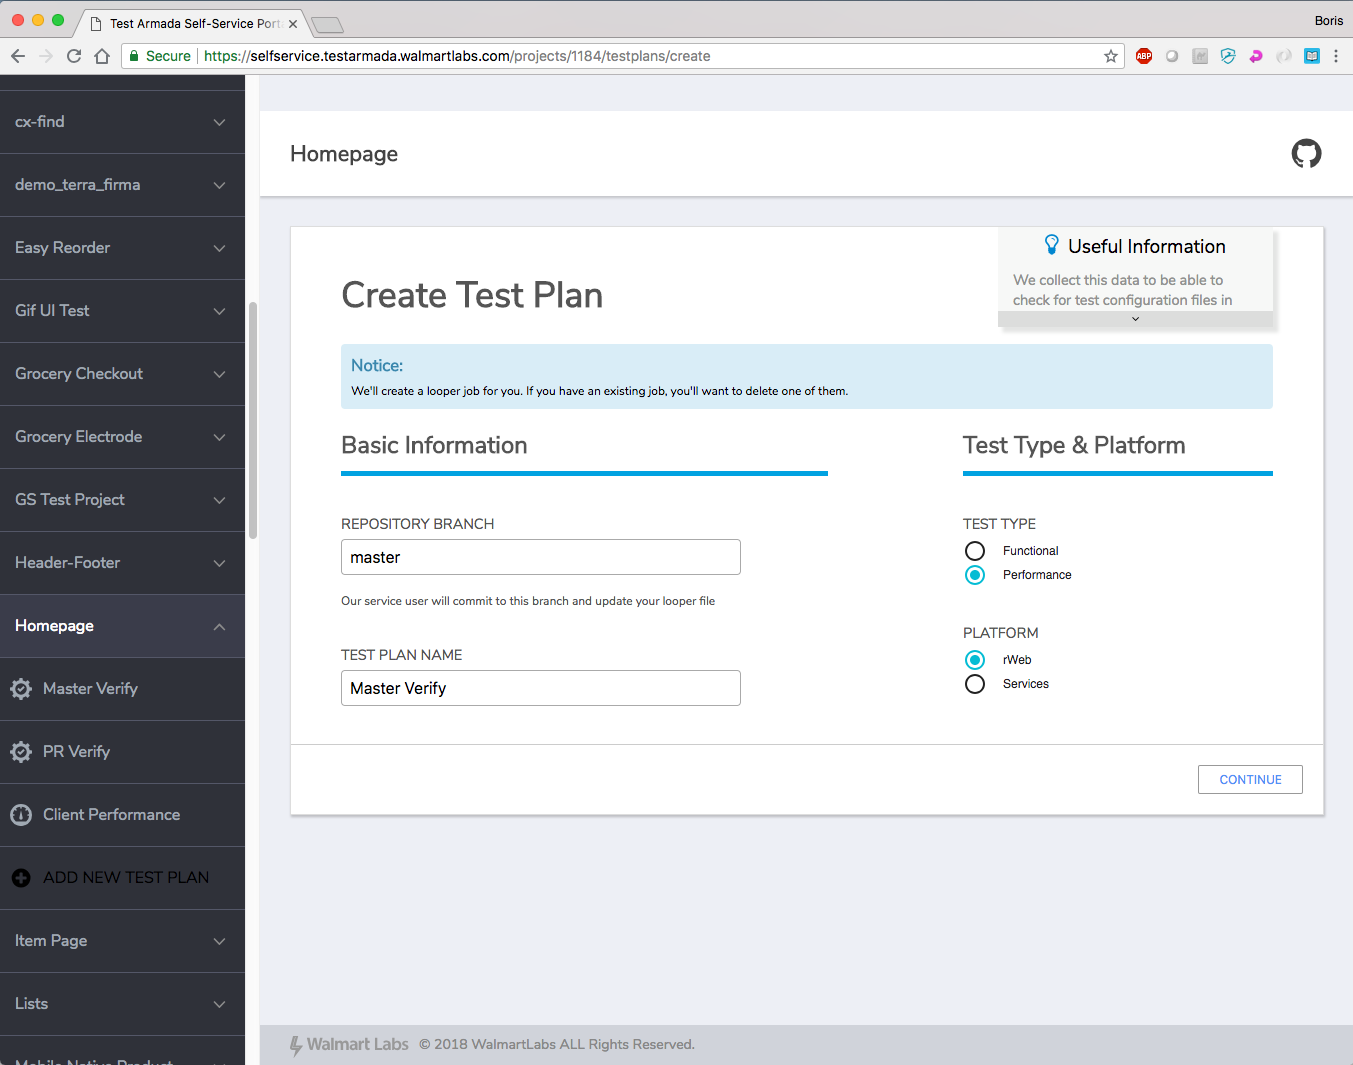 Test Armada Self-Service Port
Boris
Secure
https://selfservice.testarmada.walmartlabs.com/projects/1184/testplans/create
ABP
cx-find
demo_terra_firma
Easy Reorder
Gif UI Test
Grocery Checkout
Grocery Electrode
GS Test Project
Header-Footer
Homepage
Master Verify
PR Verify
Client Performance
ADD NEW TEST PLAN
Item Page
Lists
Mobile Native Product
Homepage
Useful Information
We collect this data to be able to
check for test configuration files in
Create Test Plan
Notice:
We'll create a looper job for you. If you have an existing job, you'll want to delete one of them.
Basic Information
REPOSITORY BRANCH
master
Our service user will commit to this branch and update your looper file
TEST PLAN NAME
Master Verify
Test Type & Platform
TEST TYPE
Functional
Performance
PLATFORM
rWeb
Services
CONTINUE
Walmart Labs © 2018 WalmartLabs ALL Rights Reserved.